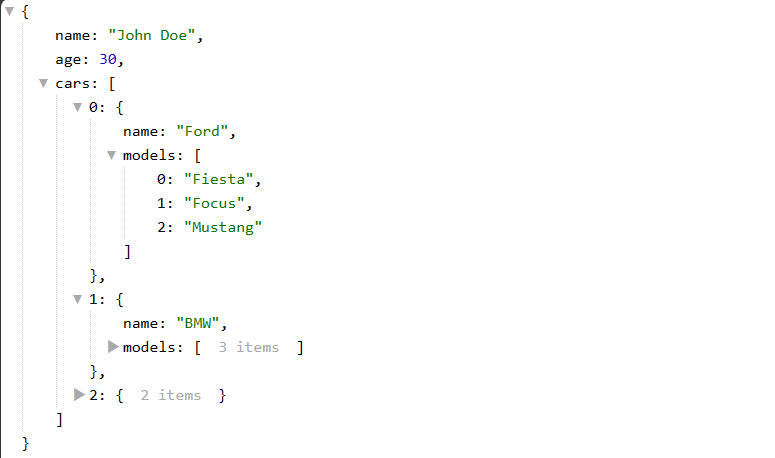 {
name: "John Doe",
age: 30,
cars: [
0: {
name: "Ford",
models: [
0: "Fiesta",
1: "Focus",
2: "Mustang"
]
},
1: {
name: "BMW",
models: [ 3 items ]
},
2: { 2 items }
]
}